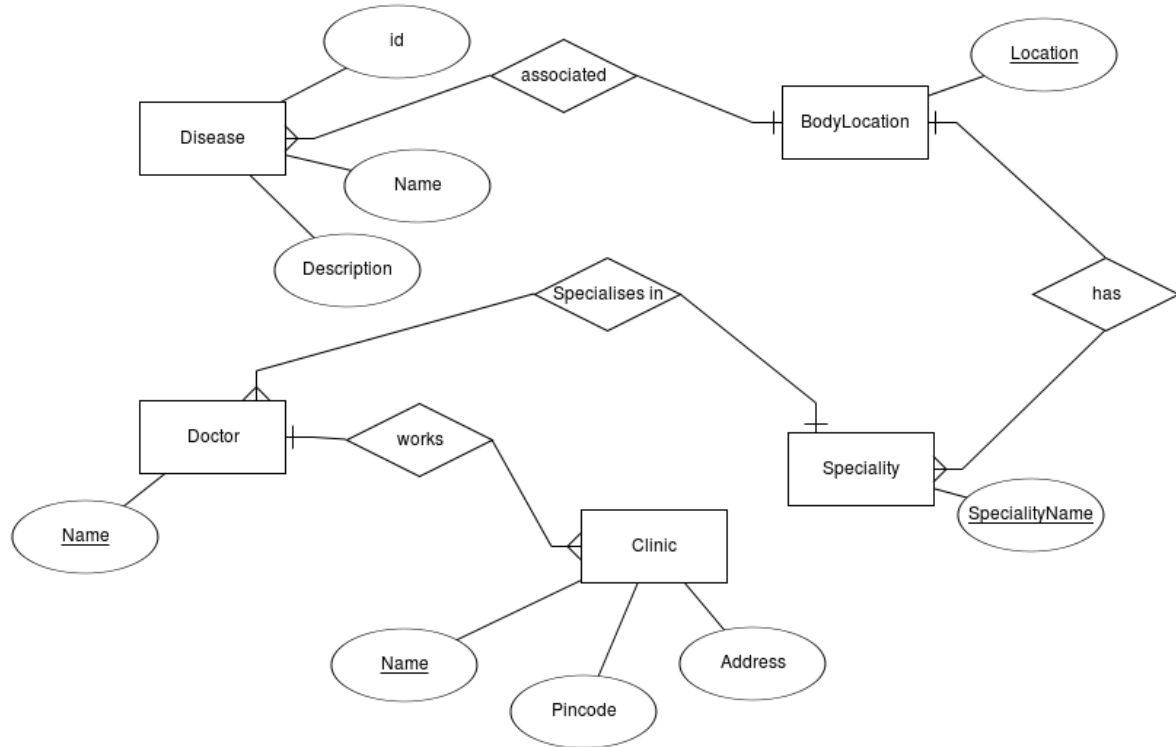 id
associated
Location
Disease
BodyLocation
Name
Description
Specialises in
has
Doctor
works
Speciality
Name
SpecialityName
Clinic
Name
Address
Pincode